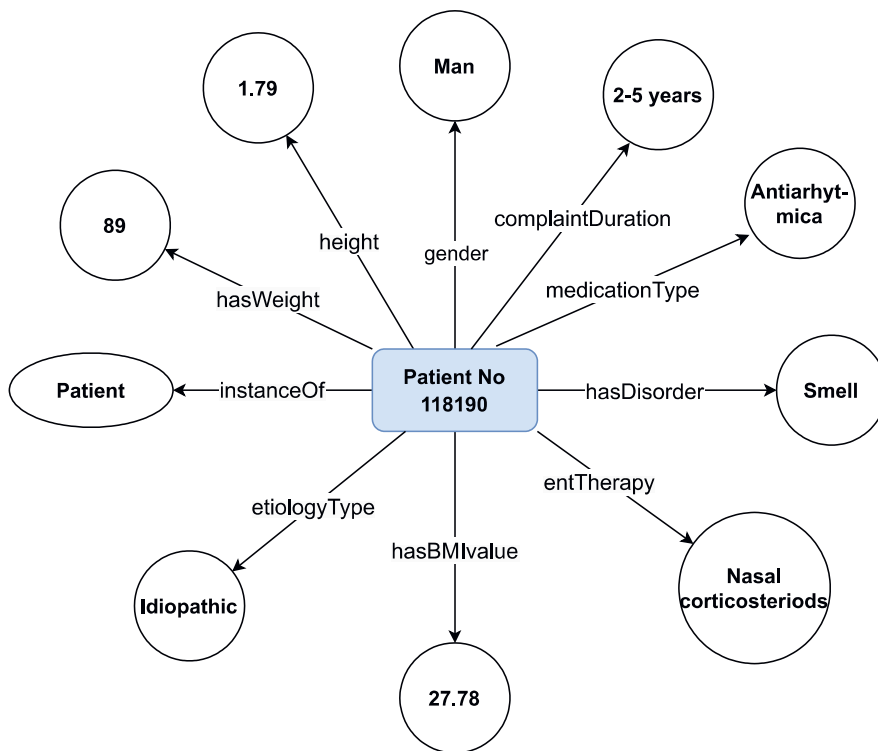 Man
1.79
2-5 years
Antiarhyt-
mica
89
complaintDuration
height
gender
medicationType
hasWeight
Patient No
118190
Patient
instanceOf
hasDisorder
Smell
entTherapy
etiologyType
hasBMIvalue
Nasal
corticosteriods
Idiopathic
27.78